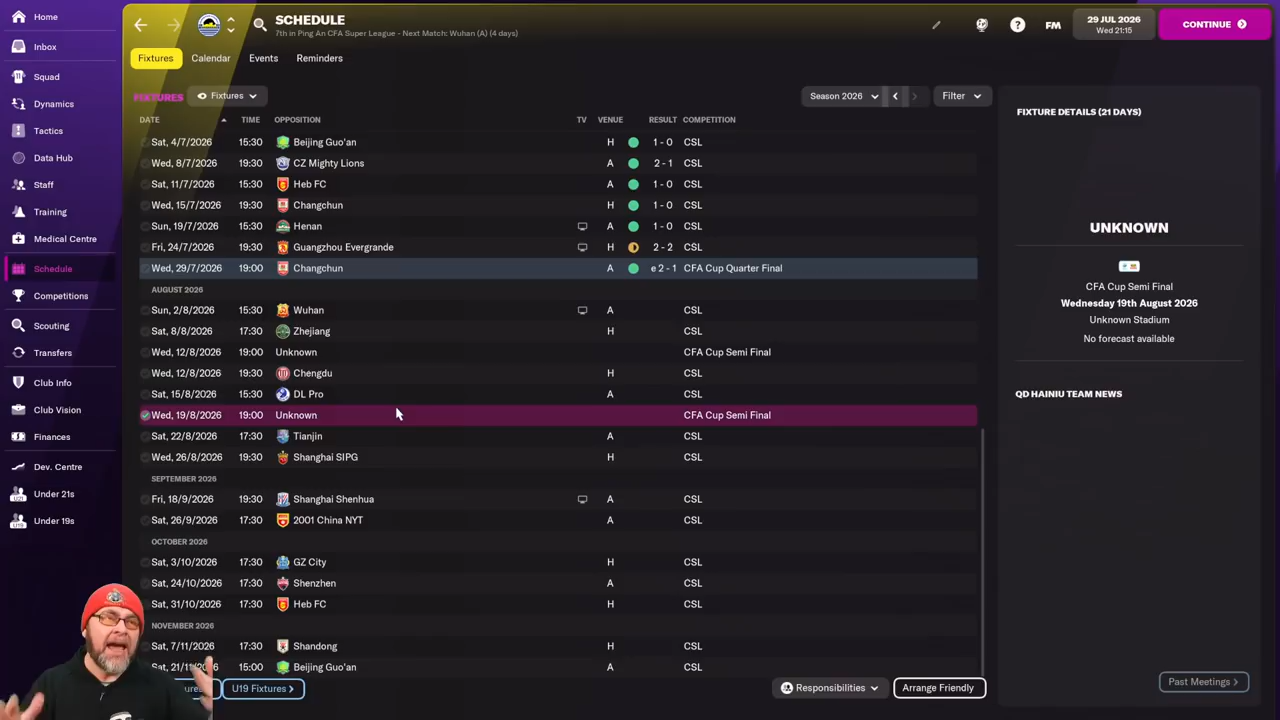 Home
SCHEDULE
7th in Ping An CFA Super League - Next Match: Wuhan (A) (4 days)
FM
29 JUL 2026
Wed 21:15
CONTINUE
Inbox
Squad
Dynamics
Tactics
Data Hub
Staff
Training
Medical Centre
Schedule
Competitions
Scouting
Transfers
Club Info
Club Vision
Finances
Dev. Centre
Under 21s
Under 19s
Fixtures Calendar Events Reminders
FIXTURES Fixtures Season 2026 Filter
DATE TIME OPPOSITION TV VENUE RESULT COMPETITION
Sat, 4/7/2026 15:30 Beijing Guo'an H 1 - 0 CSL
Wed, 8/7/2026 19:30 CZ Mighty Lions A 2 - 1 CSL
Sat, 11/7/2026 15:30 Heb FC A 1 - 0 CSL
Wed, 15/7/2026 19:30 Changchun H 1 - 0 CSL
Sun, 19/7/2026 15:30 Henan A 1 - 0 CSL
Fri, 24/7/2026 19:30 Guangzhou Evergrande H 2 - 2 CSL
Wed, 29/7/2026 19:00 Changchun A e 2 - 1 CFA Cup Quarter Final
AUGUST 2026
Sun, 2/8/2026 15:30 Wuhan A CSL
Sat, 8/8/2026 17:30 Zhejiang H CSL
Wed, 12/8/2026 19:00 Unknown CFA Cup Semi Final
Wed, 12/8/2026 19:30 Chengdu H CSL
Sat, 15/8/2026 15:30 DL Pro A CSL
Wed, 19/8/2026 19:00 Unknown CFA Cup Semi Final
Sat, 22/8/2026 17:30 Tianjin A CSL
Wed, 26/8/2026 19:30 Shanghai SIPG H CSL
SEPTEMBER 2026
Fri, 18/9/2026 19:30 Shanghai Shenhua A CSL
Sat, 26/9/2026 17:30 2001 China NYT A CSL
OCTOBER 2026
Sat, 3/10/2026 17:30 GZ City H CSL
Sat, 24/10/2026 17:30 Shenzhen A CSL
Sat, 31/10/2026 17:30 Heb FC H CSL
NOVEMBER 2026
Sat, 7/11/2026 17:30 Shandong H CSL
Sat, 21/11/2026 15:00 Beijing Guo'an A CSL
U19 Fixtures Responsibilities Arrange Friendly
FIXTURE DETAILS (21 DAYS)
UNKNOWN
CFA Cup Semi Final
Wednesday 19th August 2026
Unknown Stadium
No forecast available
QD HAINIU TEAM NEWS
Past Meetings